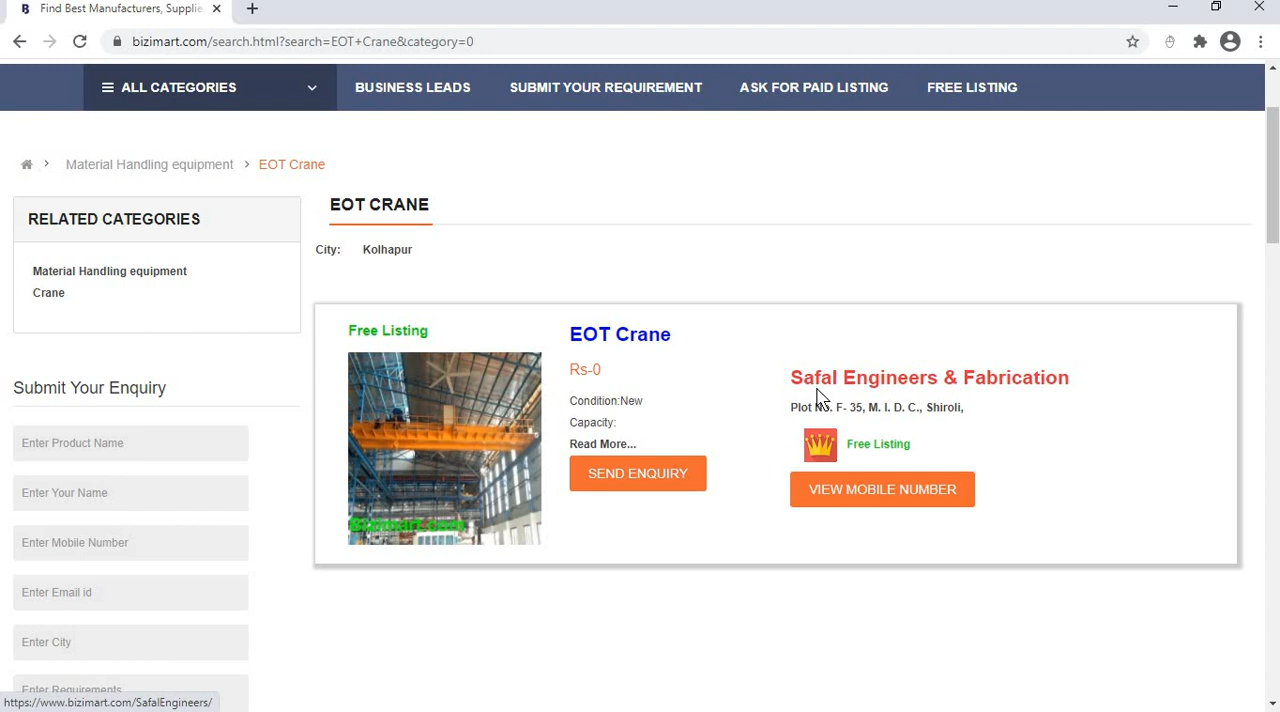 Find Best Manufacturers, Supplie
bizimart.com/search.html?search=EOT+Crane&category=0
ALL CATEGORIES
BUSINESS LEADS
SUBMIT YOUR REQUIREMENT
ASK FOR PAID LISTING
FREE LISTING
Material Handling equipment > EOT Crane
RELATED CATEGORIES
Material Handling equipment
Crane
Submit Your Enquiry
Enter Product Name
Enter Your Name
Enter Mobile Number
Enter Email id
Enter City
Enter Requirements
EOT CRANE
City: Kolhapur
Free Listing
Bizimart.com
EOT Crane
Rs-0
Condition:New
Capacity:
Read More...
SEND ENQUIRY
Safal Engineers & Fabrication
Plot No. F- 35, M. I. D. C., Shiroli,
Free Listing
VIEW MOBILE NUMBER
https://www.bizimart.com/SafalEngineers/